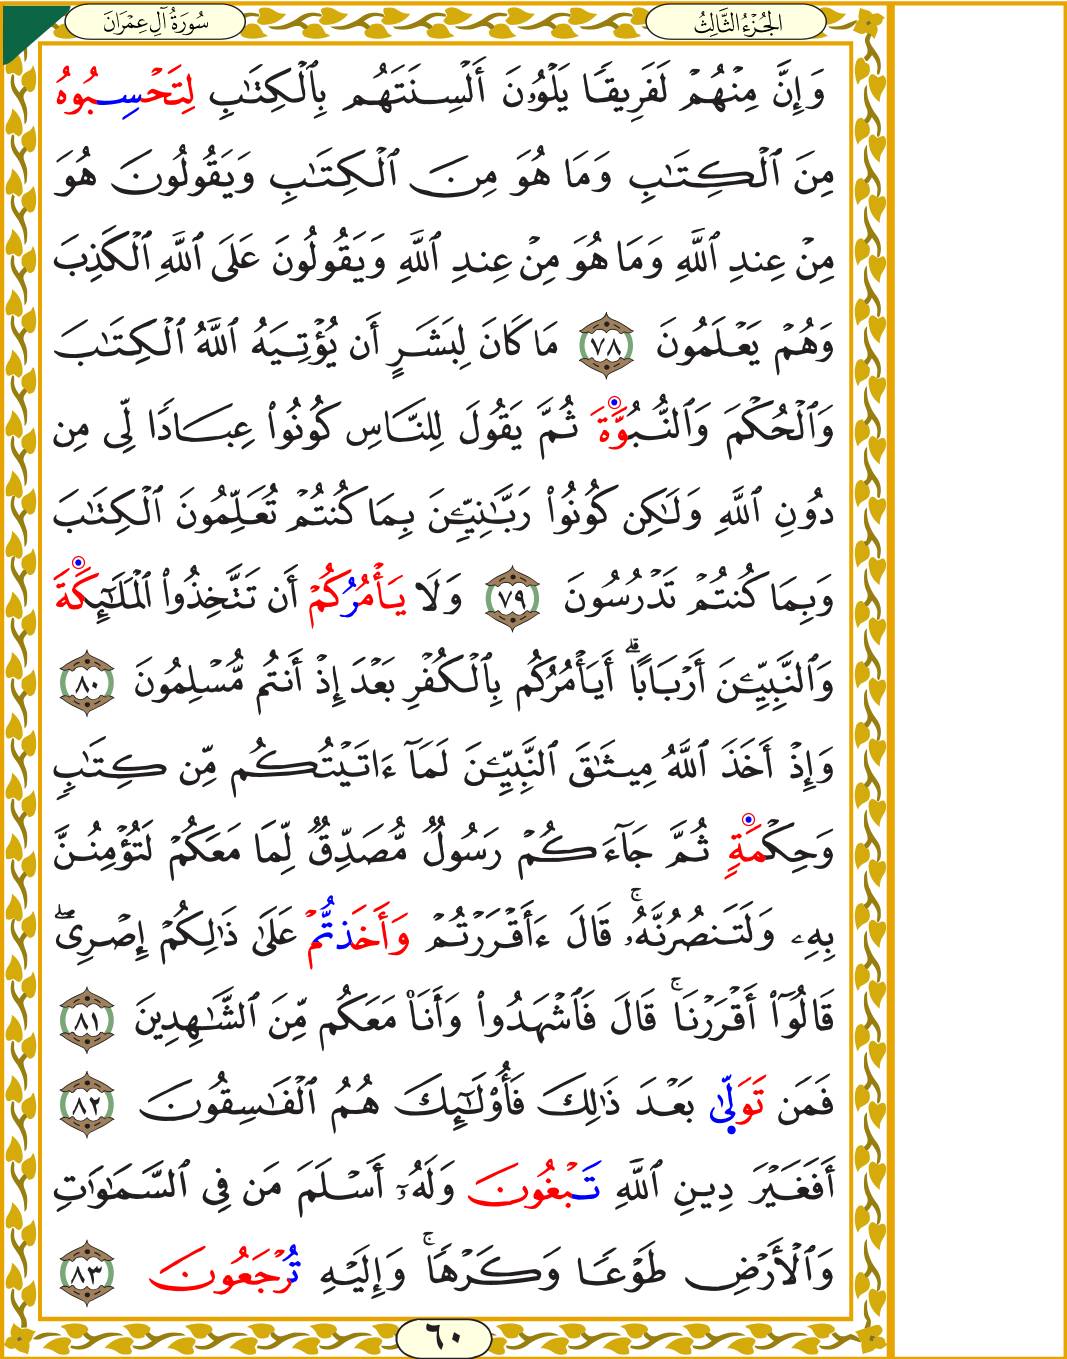 الجُزْءُ الثَّالِثُ
سُورَةُ آلِ عِمْرَانَ
وَإِنَّ مِنْهُمْ لَفَرِيقًا يَلْوُۥنَ أَلْسِنَتَهُم بِٱلْكِتَٰبِ لِتَحْسِبُوهُ
مِنَ ٱلْكِتَٰبِ وَمَا هُوَ مِنَ ٱلْكِتَٰبِ وَيَقُولُونَ هُوَ
مِنْ عِندِ ٱللَّهِ وَمَا هُوَ مِنْ عِندِ ٱللَّهِ وَيَقُولُونَ عَلَى ٱللَّهِ ٱلْكَذِبَ
وَهُمْ يَعْلَمُونَ ٧٨ مَا كَانَ لِبَشَرٍ أَن يُؤْتِيَهُ ٱللَّهُ ٱلْكِتَٰبَ
وَٱلْحُكْمَ وَٱلنُّبُوَّةَ ثُمَّ يَقُولَ لِلنَّاسِ كُونُوا۟ عِبَادًا لِّى مِن
دُونِ ٱللَّهِ وَلَٰكِن كُونُوا۟ رَبَّٰنِيِّۦنَ بِمَا كُنتُمْ تُعَلِّمُونَ ٱلْكِتَٰبَ
وَبِمَا كُنتُمْ تَدْرُسُونَ ٧٩ وَلَا يَأْمُرُكُمْ أَن تَتَّخِذُوا۟ ٱلْمَلَٰٓئِكَةَ
وَٱلنَّبِيِّۦنَ أَرْبَابًا ۗ أَيَأْمُرُكُم بِٱلْكُفْرِ بَعْدَ إِذْ أَنتُم مُّسْلِمُونَ ٨٠
وَإِذْ أَخَذَ ٱللَّهُ مِيثَٰقَ ٱلنَّبِيِّۦنَ لَمَآ ءَاتَيْتُكُم مِّن كِتَٰبٍ
وَحِكْمَةٍ ثُمَّ جَآءَكُمْ رَسُولٌ مُّصَدِّقٌ لِّمَا مَعَكُمْ لَتُؤْمِنُنَّ
بِهِۦ وَلَتَنصُرُنَّهُۥ ۚ قَالَ ءَأَقْرَرْتُمْ وَأَخَذتُّمْ عَلَىٰ ذَٰلِكُمْ إِصْرِى ۖ
قَالُوٓا۟ أَقْرَرْنَا ۚ قَالَ فَٱشْهَدُوا۟ وَأَنَا۠ مَعَكُم مِّنَ ٱلشَّٰهِدِينَ ٨١
فَمَن تَوَلَّىٰ بَعْدَ ذَٰلِكَ فَأُو۟لَٰٓئِكَ هُمُ ٱلْفَٰسِقُونَ ٨٢
أَفَغَيْرَ دِينِ ٱللَّهِ تَبْغُونَ وَلَهُۥٓ أَسْلَمَ مَن فِى ٱلسَّمَٰوَٰتِ
وَٱلْأَرْضِ طَوْعًا وَكَرْهًا ۚ وَإِلَيْهِ تُرْجَعُونَ ٨٣
٦٠